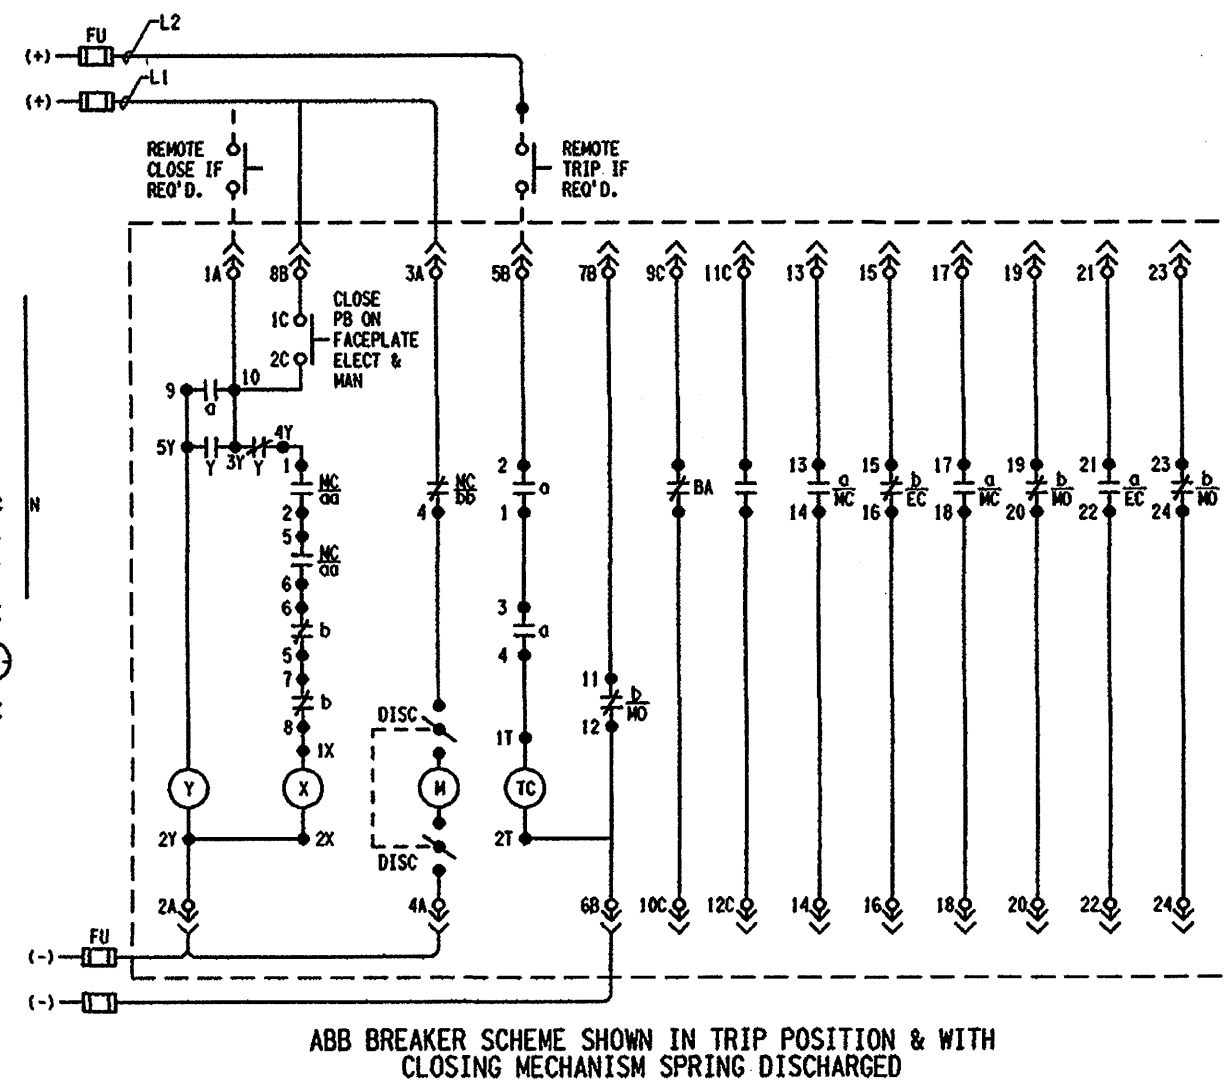 L2
FU
(+)
L1
(+)
REMOTE
CLOSE IF
REQ'D.
REMOTE
TRIP IF
REQ'D.
1A 8B 3A 5B 7B 9C 11C 13 15 17 19 21 23
CLOSE
PB ON
FACEPLATE
ELECT &
MAN
1C
2C
9 10
a
5Y 3Y 4Y
Y Y
1 MC
aa
2
5
MC
aa
6
6
b
5
7
b
8
1X
N
MC
bb
4
2
a
1
3
a
4
BA
13 a
MC
14
15 b
EC
16
17 a
MC
18
19 b
MO
20
21 a
EC
22
23 b
MO
24
11
b
MO
12
DISC
1T
Y X M TC
2Y 2X 2T
DISC
2A 4A 6B 10C 12C 14 16 18 20 22 24
FU
(-)
(-)
ABB BREAKER SCHEME SHOWN IN TRIP POSITION & WITH
CLOSING MECHANISM SPRING DISCHARGED